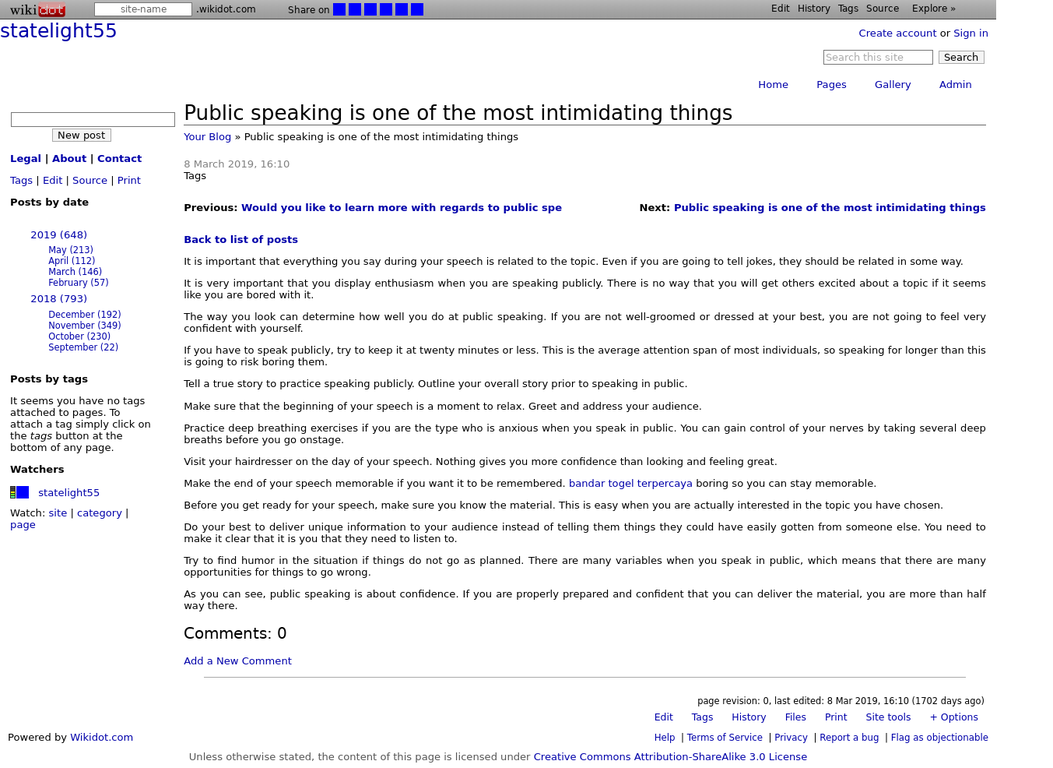 wikidot site-name .wikidot.com Share on Edit History Tags Source Explore »
statelight55
Create account or Sign in
Search this site Search
Home Pages Gallery Admin
New post
Legal | About | Contact
Tags | Edit | Source | Print
Posts by date
2019 (648)
May (213)
April (112)
March (146)
February (57)
2018 (793)
December (192)
November (349)
October (230)
September (22)
Posts by tags
It seems you have no tags
attached to pages. To
attach a tag simply click on
the tags button at the
bottom of any page.
Watchers
statelight55
Watch: site | category |
page
Public speaking is one of the most intimidating things
Your Blog » Public speaking is one of the most intimidating things
8 March 2019, 16:10
Tags
Previous: Would you like to learn more with regards to public spe
Next: Public speaking is one of the most intimidating things
Back to list of posts
It is important that everything you say during your speech is related to the topic. Even if you are going to tell jokes, they should be related in some way.
It is very important that you display enthusiasm when you are speaking publicly. There is no way that you will get others excited about a topic if it seems
like you are bored with it.
The way you look can determine how well you do at public speaking. If you are not well-groomed or dressed at your best, you are not going to feel very
confident with yourself.
If you have to speak publicly, try to keep it at twenty minutes or less. This is the average attention span of most individuals, so speaking for longer than this
is going to risk boring them.
Tell a true story to practice speaking publicly. Outline your overall story prior to speaking in public.
Make sure that the beginning of your speech is a moment to relax. Greet and address your audience.
Practice deep breathing exercises if you are the type who is anxious when you speak in public. You can gain control of your nerves by taking several deep
breaths before you go onstage.
Visit your hairdresser on the day of your speech. Nothing gives you more confidence than looking and feeling great.
Make the end of your speech memorable if you want it to be remembered. bandar togel terpercaya boring so you can stay memorable.
Before you get ready for your speech, make sure you know the material. This is easy when you are actually interested in the topic you have chosen.
Do your best to deliver unique information to your audience instead of telling them things they could have easily gotten from someone else. You need to
make it clear that it is you that they need to listen to.
Try to find humor in the situation if things do not go as planned. There are many variables when you speak in public, which means that there are many
opportunities for things to go wrong.
As you can see, public speaking is about confidence. If you are properly prepared and confident that you can deliver the material, you are more than half
way there.
Comments: 0
Add a New Comment
page revision: 0, last edited: 8 Mar 2019, 16:10 (1702 days ago)
Edit Tags History Files Print Site tools + Options
Powered by Wikidot.com
Help | Terms of Service | Privacy | Report a bug | Flag as objectionable
Unless otherwise stated, the content of this page is licensed under Creative Commons Attribution-ShareAlike 3.0 License